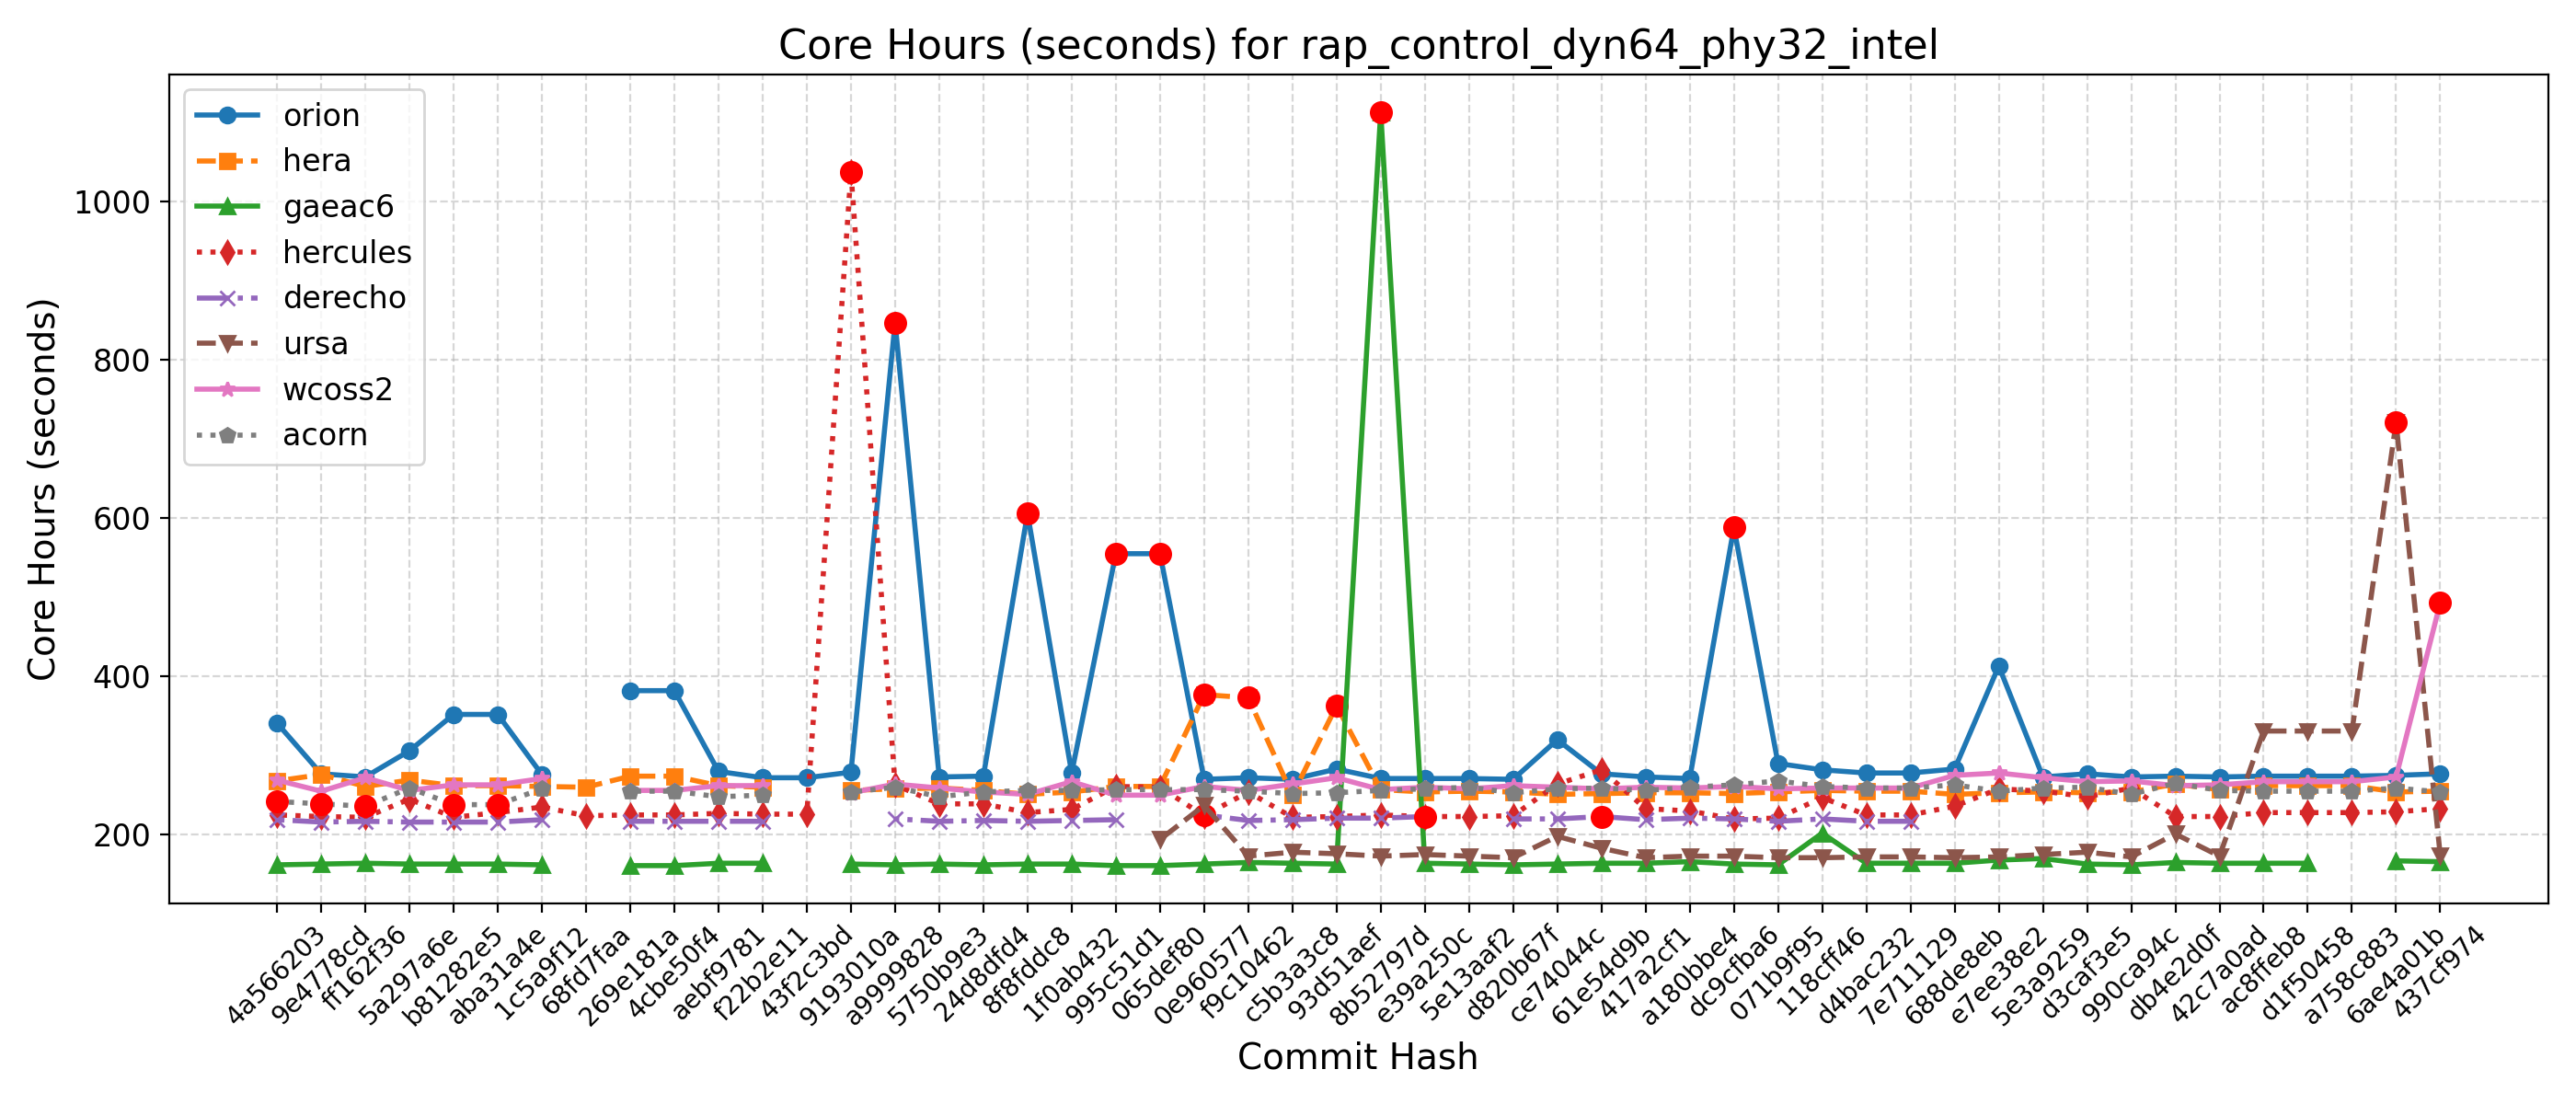 Core Hours (seconds) for rap_control_dyn64_phy32_intel
orion
hera
gaeac6
hercules
derecho
ursa
wcoss2
acorn
Core Hours (seconds)
1000
800
600
400
200
4a566203
9e4778cd
ff162f36
5a297a6e
b81282e5
aba31a4e
1c5a9f12
68fd7faa
269e181a
4cbe50f4
aebf9781
f22b2e11
43f2c3bd
9193010a
a9999828
5750b9e3
24d8dfd4
8f8fddc8
1f0ab432
995c51d1
065def80
0e960577
f9c10462
c5b3a3c8
93d51aef
8b52797d
e39a250c
5e13aaf2
d820b67f
ce74044c
61e54d9b
417a2cf1
a180bbe4
dc9cfba6
071b9f95
118cff46
d4bac232
7e711129
688de8eb
e7ee38e2
5e3a9259
d3caf3e5
990ca94c
db4e2d0f
42c7a0ad
ac8ffeb8
d1f50458
a758c883
6ae4a01b
437cf974
Commit Hash